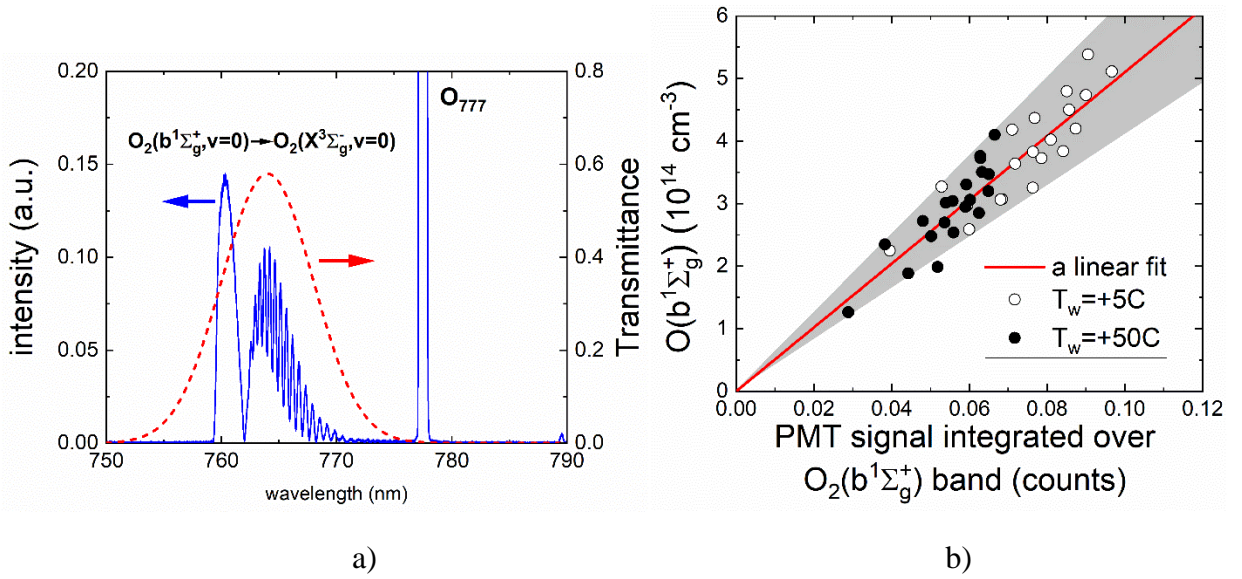 0.20
0.15
0.10
0.05
0.00
intensity (a.u.)
O₂(b¹Σg⁺,v=0)→O₂(X³Σg⁻,v=0)
O₇₇₇
0.8
0.6
0.4
0.2
0.0
Transmittance
750 760 770 780 790
wavelength (nm)
a)
b)
6
5
4
3
2
1
0
O(b¹Σg⁺) (10¹⁴ cm⁻³)
a linear fit
T_w=+5C
T_w=+50C
0.00 0.02 0.04 0.06 0.08 0.10 0.12
PMT signal integrated over
O₂(b¹Σg⁺) band (counts)
b)